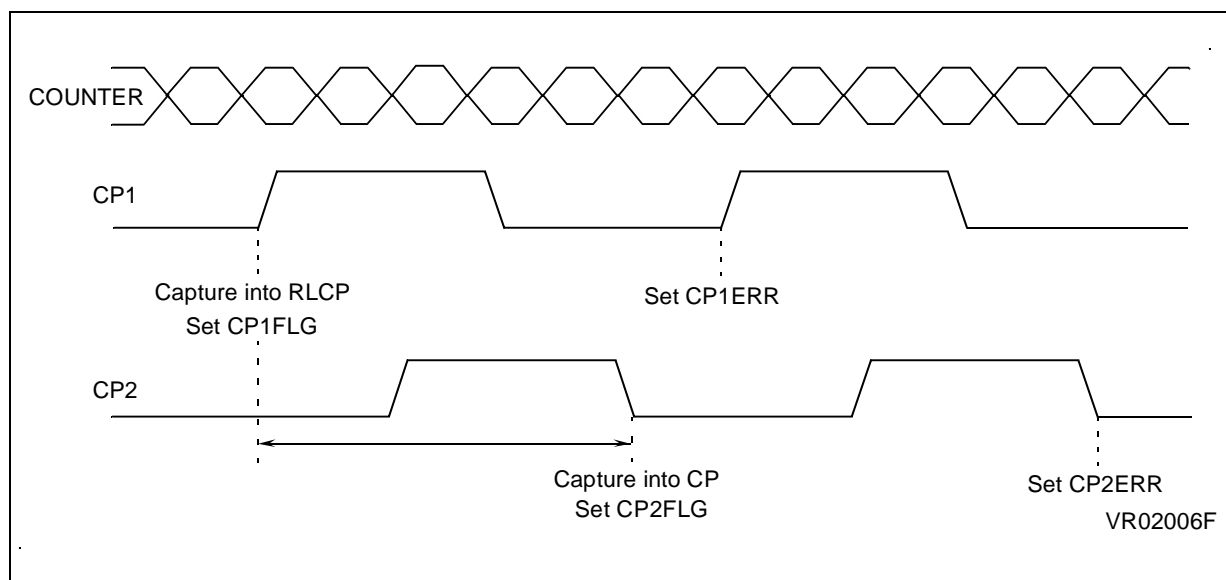 COUNTER
CP1
Capture into RLCP
Set CP1FLG
Set CP1ERR
CP2
Capture into CP
Set CP2FLG
Set CP2ERR
VR02006F